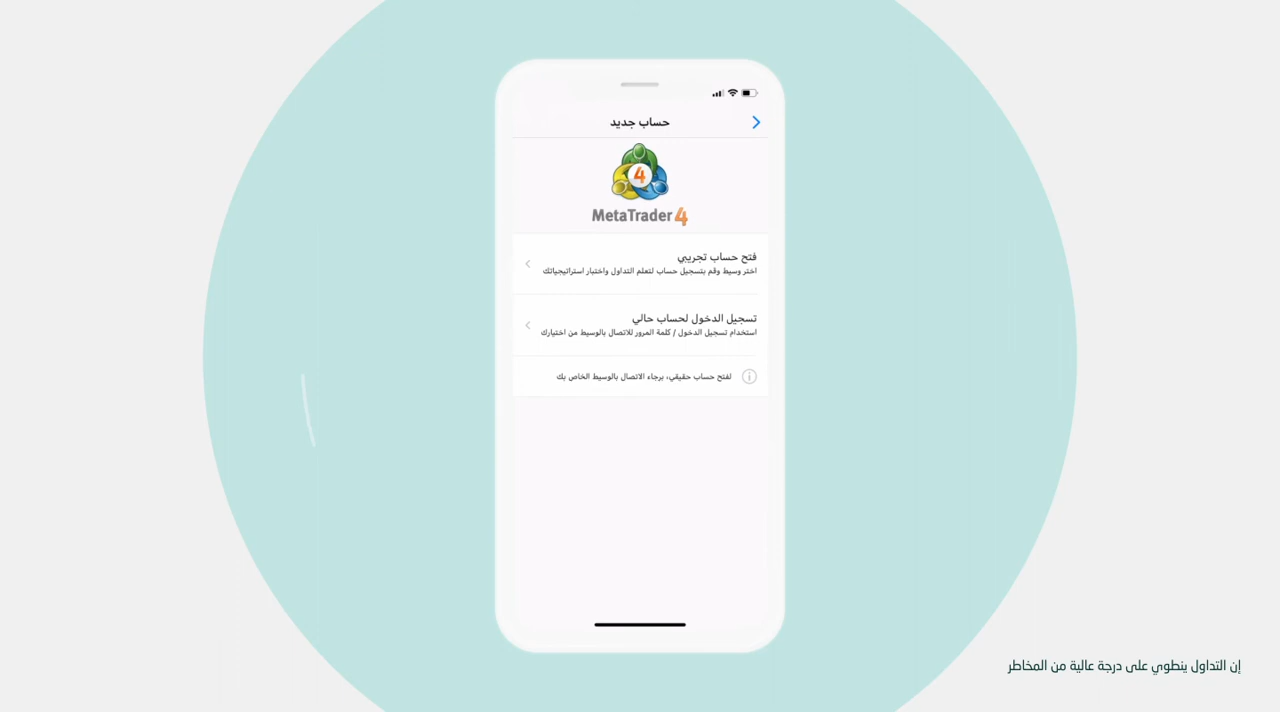 حساب جديد
4
MetaTrader 4
فتح حساب تجريبي
اختر وسيط وقم بتسجيل حساب لتعلم التداول واختبار استراتيجياتك
تسجيل الدخول لحساب حالي
استخدام تسجيل الدخول / كلمة المرور للاتصال بالوسيط من اختيارك
لفتح حساب حقيقي، برجاء الاتصال بالوسيط الخاص بك
إن التداول ينطوي على درجة عالية من المخاطر